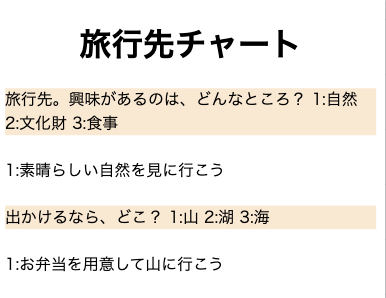 旅行先チャート
旅行先。興味があるのは、どんなところ？ 1:自然
2:文化財 3:食事
1:素晴らしい自然を見に行こう
出かけるなら、どこ？ 1:山 2:湖 3:海
1:お弁当を用意して山に行こう